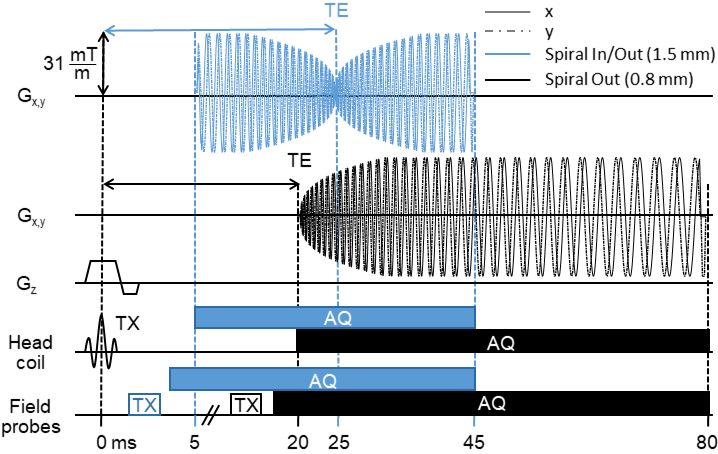 TE
x
y
Spiral In/Out (1.5 mm)
Spiral Out (0.8 mm)
31 mT/m
Gx,y
TE
Gx,y
Gz
TX
AQ
Head
coil
AQ
AQ
Field
probes
TX
TX
AQ
0 ms
5
20
25
45
80